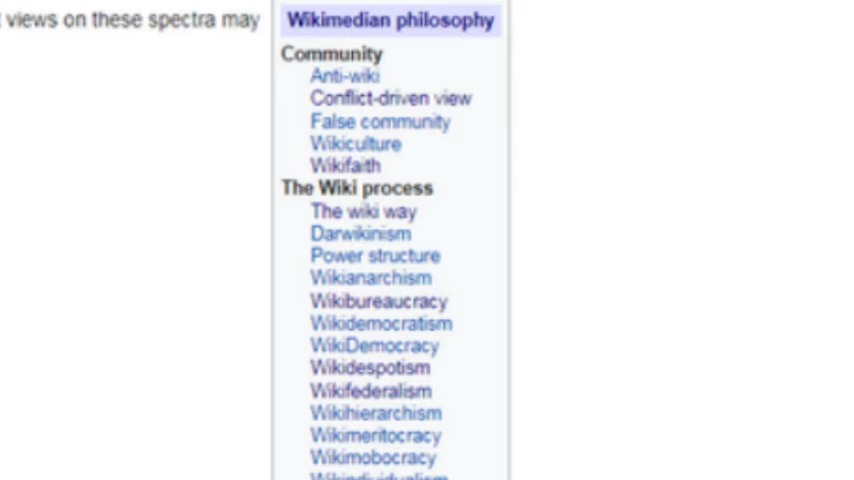 views on these spectra may
Wikimedian philosophy
Community
Anti-wiki
Conflict-driven view
False community
Wikiculture
Wikifaith
The Wiki process
The wiki way
Darwikinism
Power structure
Wikianarchism
Wikibureaucracy
Wikidemocratism
WikiDemocracy
Wikidespotism
Wikifederalism
Wikihierarchism
Wikimeritocracy
Wikimobocracy
Wikindividualism